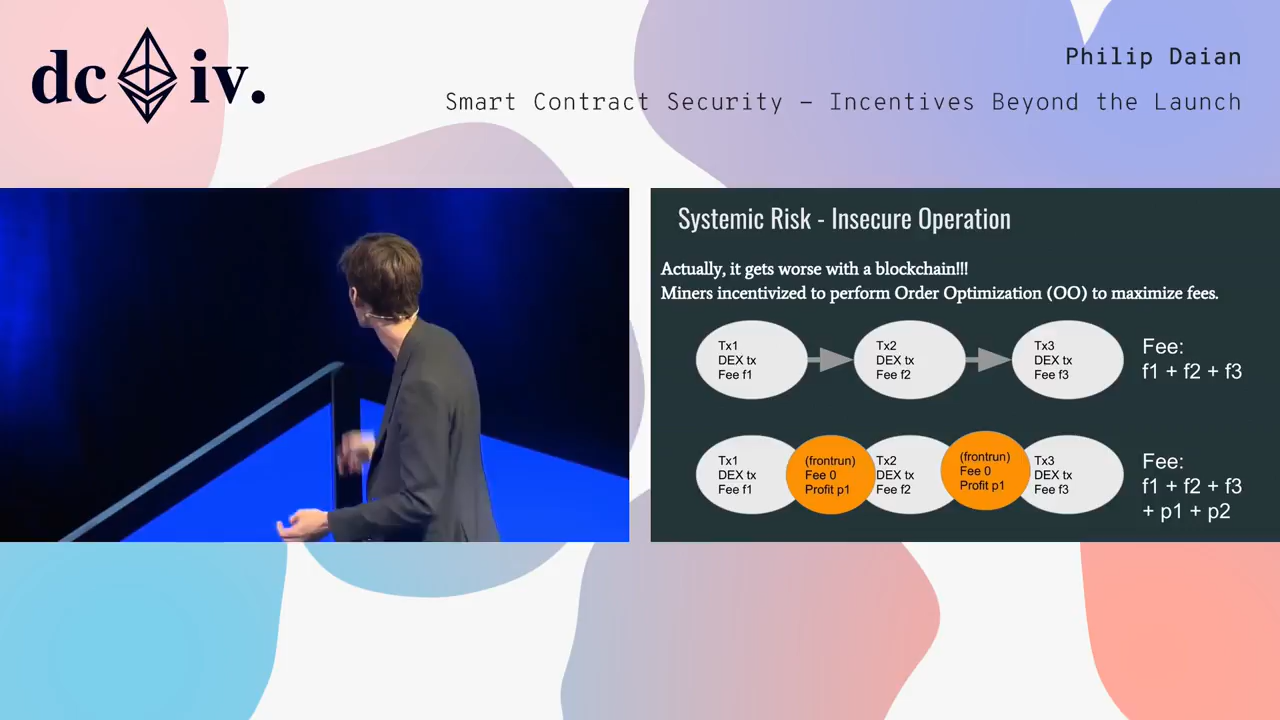 dc iv.
Philip Daian
Smart Contract Security – Incentives Beyond the Launch
Systemic Risk - Insecure Operation
Actually, it gets worse with a blockchain!!!
Miners incentivized to perform Order Optimization (OO) to maximize fees.
Tx1
DEX tx
Fee f1
Tx2
DEX tx
Fee f2
Tx3
DEX tx
Fee f3
Fee:
f1 + f2 + f3
Tx1
DEX tx
Fee f1
(frontrun)
Fee 0
Profit p1
Tx2
DEX tx
Fee f2
(frontrun)
Fee 0
Profit p1
Tx3
DEX tx
Fee f3
Fee:
f1 + f2 + f3
+ p1 + p2